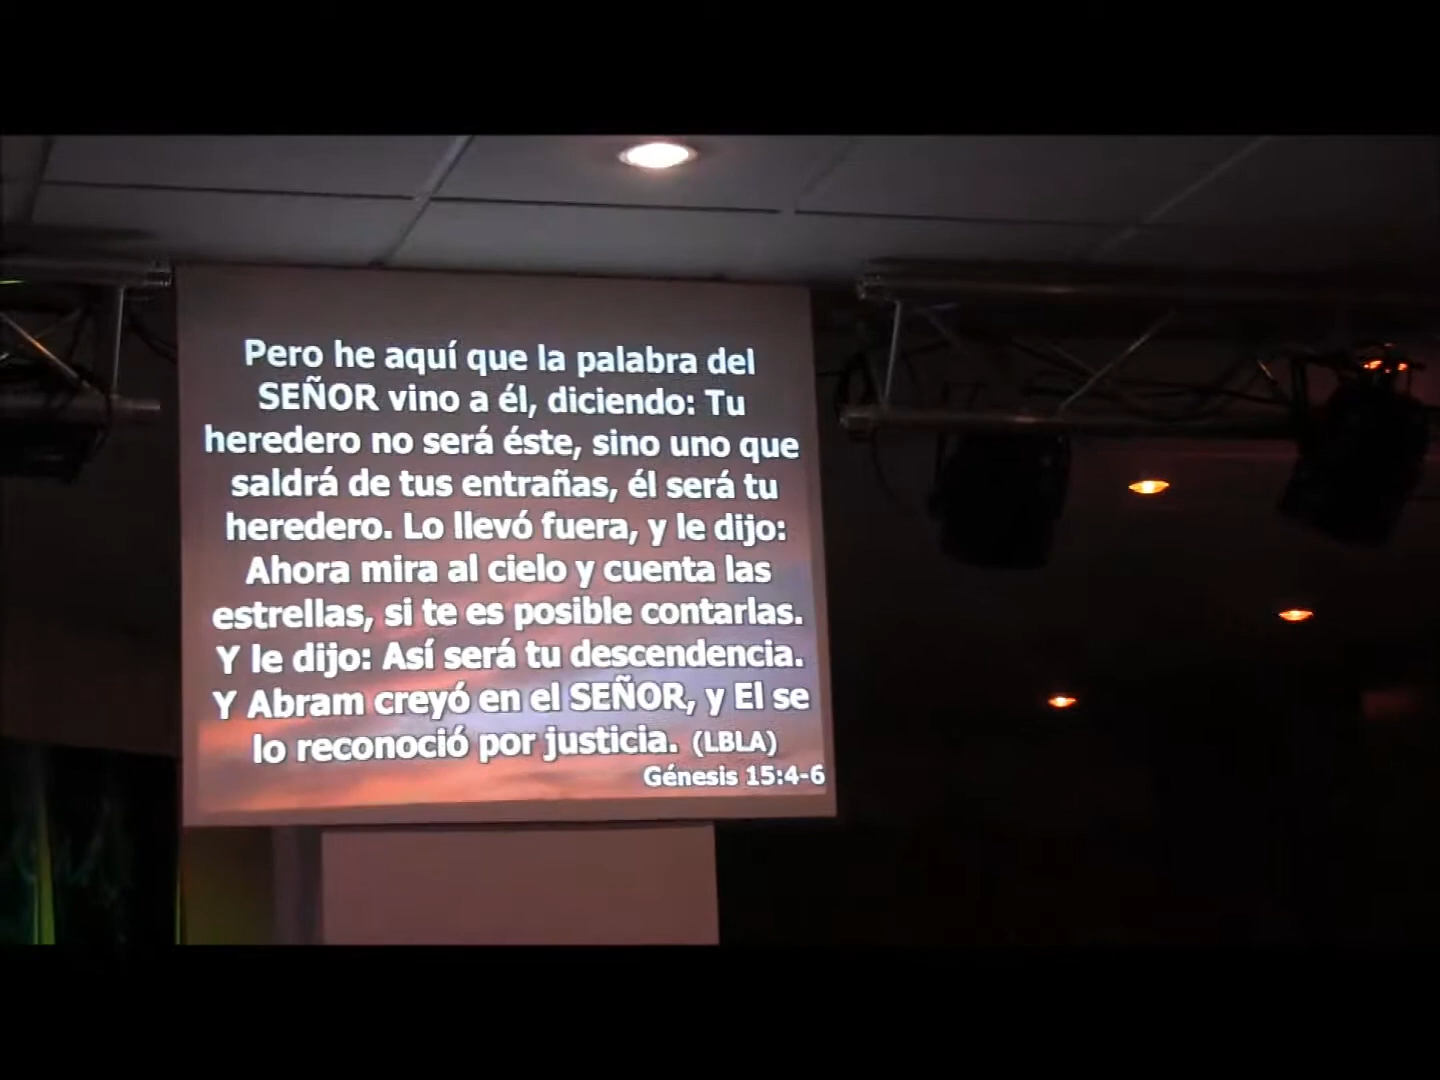 Pero he aquí que la palabra del
SEÑOR vino a él, diciendo: Tu
heredero no será éste, sino uno que
saldrá de tus entrañas, él será tu
heredero. Lo llevó fuera, y le dijo:
Ahora mira al cielo y cuenta las
estrellas, si te es posible contarlas.
Y le dijo: Así será tu descendencia.
Y Abram creyó en el SEÑOR, y El se
lo reconoció por justicia. (LBLA)
Génesis 15:4-6